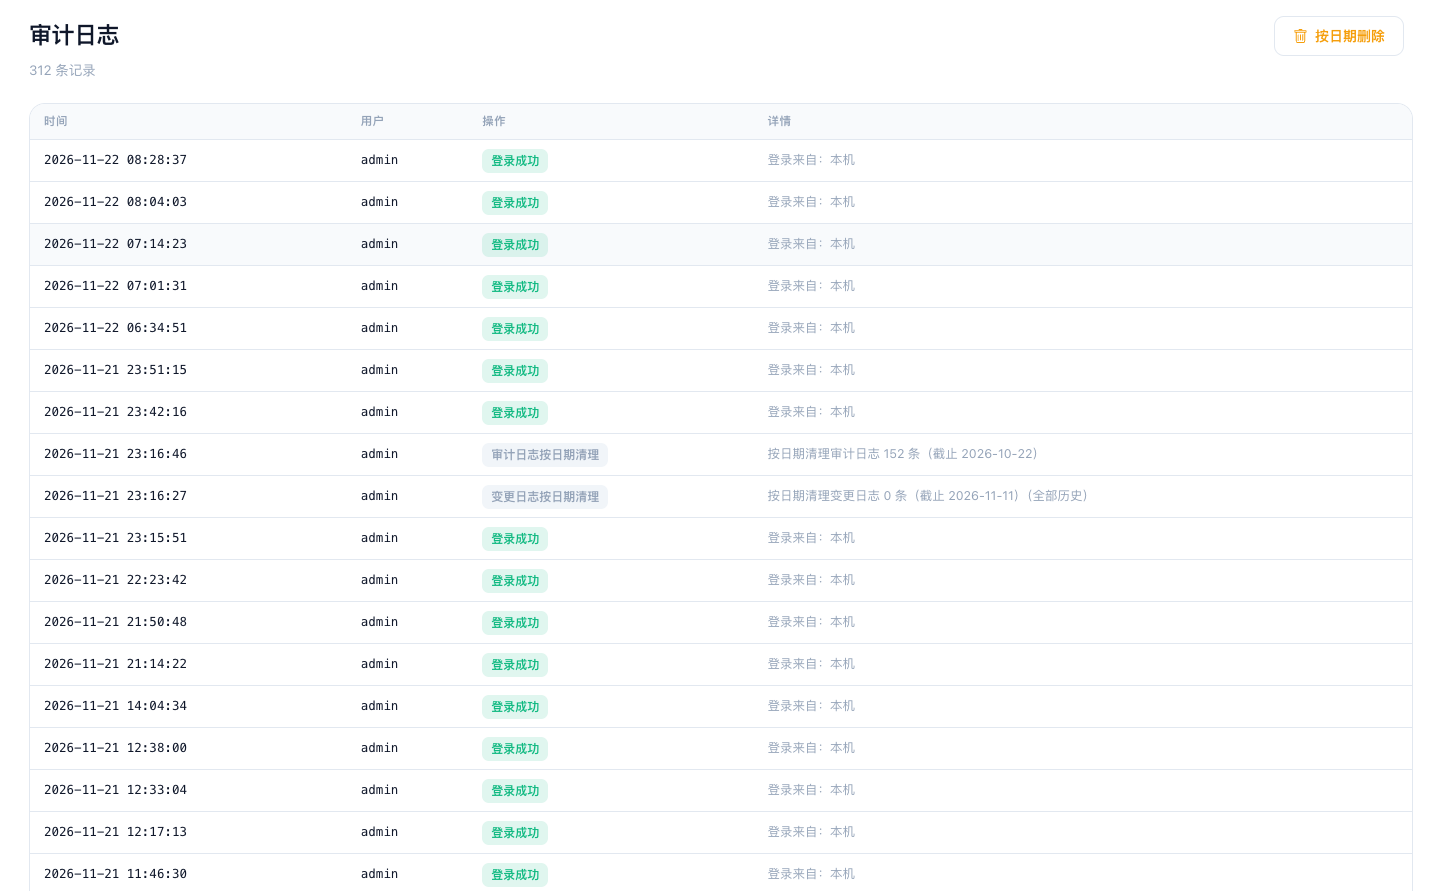 审计日志
按日期删除
312 条记录
时间 用户 操作 详情
2026-11-22 08:28:37 admin 登录成功 登录来自：本机
2026-11-22 08:04:03 admin 登录成功 登录来自：本机
2026-11-22 07:14:23 admin 登录成功 登录来自：本机
2026-11-22 07:01:31 admin 登录成功 登录来自：本机
2026-11-22 06:34:51 admin 登录成功 登录来自：本机
2026-11-21 23:51:15 admin 登录成功 登录来自：本机
2026-11-21 23:42:16 admin 登录成功 登录来自：本机
2026-11-21 23:16:46 admin 审计日志按日期清理 按日期清理审计日志 152 条（截止 2026-10-22）
2026-11-21 23:16:27 admin 变更日志按日期清理 按日期清理变更日志 0 条（截止 2026-11-11）（全部历史）
2026-11-21 23:15:51 admin 登录成功 登录来自：本机
2026-11-21 22:23:42 admin 登录成功 登录来自：本机
2026-11-21 21:50:48 admin 登录成功 登录来自：本机
2026-11-21 21:14:22 admin 登录成功 登录来自：本机
2026-11-21 14:04:34 admin 登录成功 登录来自：本机
2026-11-21 12:38:00 admin 登录成功 登录来自：本机
2026-11-21 12:33:04 admin 登录成功 登录来自：本机
2026-11-21 12:17:13 admin 登录成功 登录来自：本机
2026-11-21 11:46:30 admin 登录成功 登录来自：本机